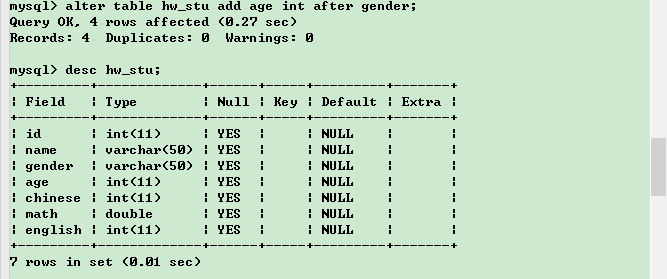 mysql> alter table hw_stu add age int after gender;
Query OK, 4 rows affected (0.27 sec)
Records: 4  Duplicates: 0  Warnings: 0

mysql> desc hw_stu;
+---------+-------------+------+-----+---------+-------+
| Field   | Type        | Null | Key | Default | Extra |
+---------+-------------+------+-----+---------+-------+
| id      | int(11)     | YES  |     | NULL    |       |
| name    | varchar(50) | YES  |     | NULL    |       |
| gender  | varchar(50) | YES  |     | NULL    |       |
| age     | int(11)     | YES  |     | NULL    |       |
| chinese | int(11)     | YES  |     | NULL    |       |
| math    | double      | YES  |     | NULL    |       |
| english | int(11)     | YES  |     | NULL    |       |
+---------+-------------+------+-----+---------+-------+
7 rows in set (0.01 sec)